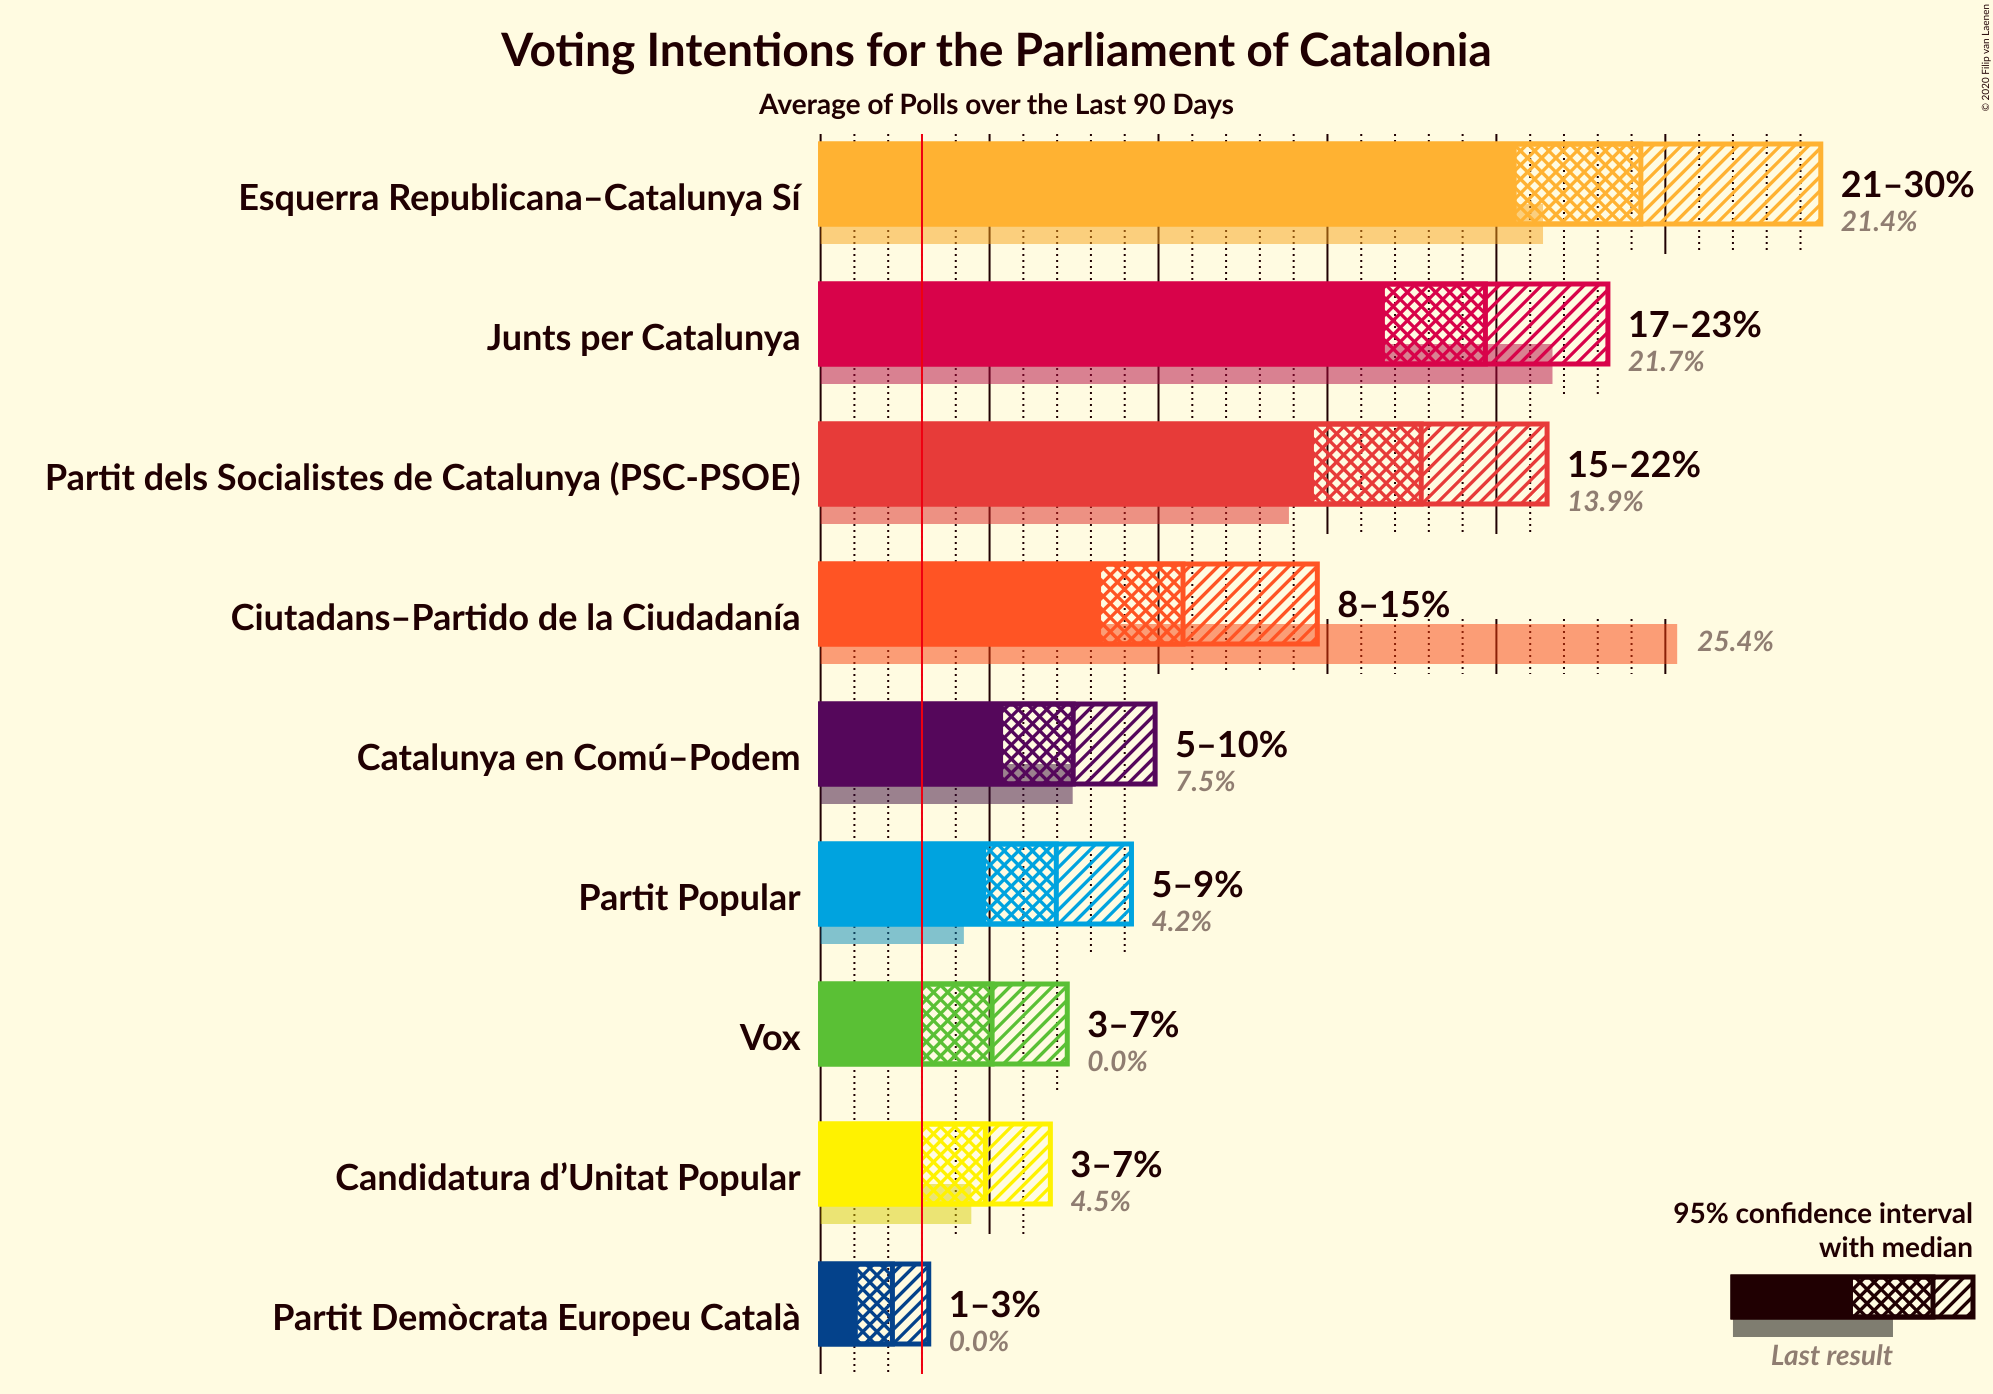 Voting Intentions for the Parliament of Catalonia
Average of Polls over the Last 90 Days
© 2020 Filip van Laenen
Esquerra Republicana–Catalunya Sí
21–30%
21.4%
Junts per Catalunya
17–23%
21.7%
Partit dels Socialistes de Catalunya (PSC-PSOE)
15–22%
13.9%
Ciutadans–Partido de la Ciudadanía
8–15%
25.4%
Catalunya en Comú–Podem
5–10%
7.5%
Partit Popular
5–9%
4.2%
Vox
3–7%
0.0%
Candidatura d’Unitat Popular
3–7%
4.5%
Partit Demòcrata Europeu Català
1–3%
0.0%
95% confidence interval
with median
Last result